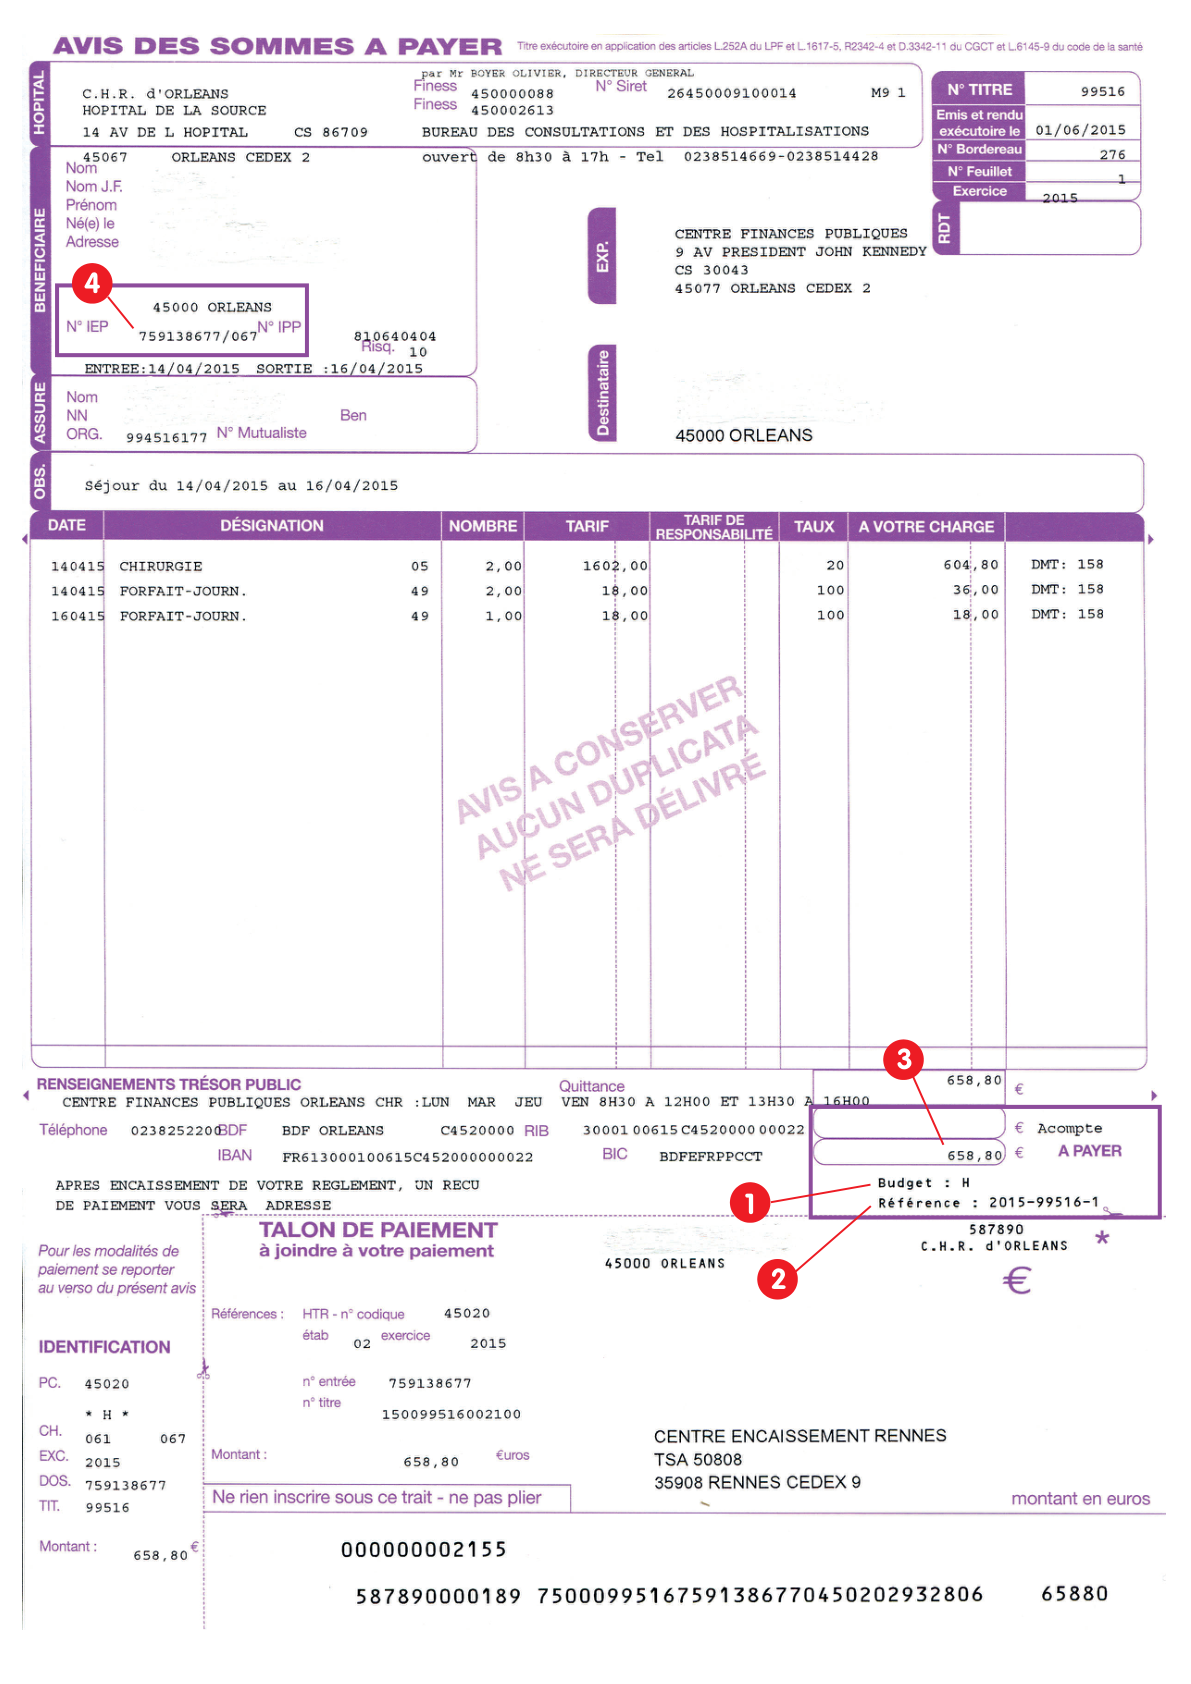 AVIS DES SOMMES A PAYER Titre exécutoire en application des articles L.252A du LPF et L.1617-5, R2342-4 et D.3342-11 du CGCT et L.6145-9 du code de la santé
HOPITAL
par Mr BOYER OLIVIER, DIRECTEUR GENERAL
C.H.R. d'ORLEANS Finess 450000088 N° Siret 26450009100014 M9 1
HOPITAL DE LA SOURCE Finess 450002613
14 AV DE L HOPITAL CS 86709 BUREAU DES CONSULTATIONS ET DES HOSPITALISATIONS
45067 ORLEANS CEDEX 2 ouvert de 8h30 à 17h - Tel 0238514669-0238514428
N° TITRE 99516
Emis et rendu exécutoire le 01/06/2015
N° Bordereau 276
N° Feuillet 1
Exercice 2015
RDT
BENEFICIAIRE
Nom
Nom J.F.
Prénom
Né(e) le
Adresse
4
45000 ORLEANS
N° IEP 759138677/067 N° IPP 810640404
Risq. 10
ENTREE:14/04/2015 SORTIE :16/04/2015
EXP.
CENTRE FINANCES PUBLIQUES
9 AV PRESIDENT JOHN KENNEDY
CS 30043
45077 ORLEANS CEDEX 2
Destinataire
45000 ORLEANS
ASSURE
Nom
NN Ben
ORG. 994516177 N° Mutualiste
OBS.
Séjour du 14/04/2015 au 16/04/2015
DATE DÉSIGNATION NOMBRE TARIF TARIF DE RESPONSABILITÉ TAUX A VOTRE CHARGE
140415 CHIRURGIE 05 2,00 1602,00 20 604,80 DMT: 158
140415 FORFAIT-JOURN. 49 2,00 18,00 100 36,00 DMT: 158
160415 FORFAIT-JOURN. 49 1,00 18,00 100 18,00 DMT: 158
AVIS A CONSERVER
AUCUN DUPLICATA
NE SERA DÉLIVRÉ
3
RENSEIGNEMENTS TRÉSOR PUBLIC Quittance 658,80 €
CENTRE FINANCES PUBLIQUES ORLEANS CHR :LUN MAR JEU VEN 8H30 A 12H00 ET 13H30 A 16H00
Téléphone 0238252200 BDF BDF ORLEANS C4520000 RIB 30001 00615 C4520000 00022 € Acompte
IBAN FR613000100615C452000000022 BIC BDFEFRPPCCT 658,80 € A PAYER
APRES ENCAISSEMENT DE VOTRE REGLEMENT, UN RECU
DE PAIEMENT VOUS SERA ADRESSE
1
Budget : H
Référence : 2015-99516-1
2
TALON DE PAIEMENT
à joindre à votre paiement
587890
C.H.R. d'ORLEANS *
€
45000 ORLEANS
Pour les modalités de
paiement se reporter
au verso du présent avis
Références : HTR - n° codique 45020
étab 02 exercice 2015
n° entrée 759138677
n° titre
150099516002100
Montant : 658,80 €uros
IDENTIFICATION
PC. 45020
* H *
CH. 061 067
EXC. 2015
DOS. 759138677
TIT. 99516
Montant : 658,80 €
CENTRE ENCAISSEMENT RENNES
TSA 50808
35908 RENNES CEDEX 9
Ne rien inscrire sous ce trait - ne pas plier montant en euros
000000002155
587890000189 750009951675913867704502029​32806 65880